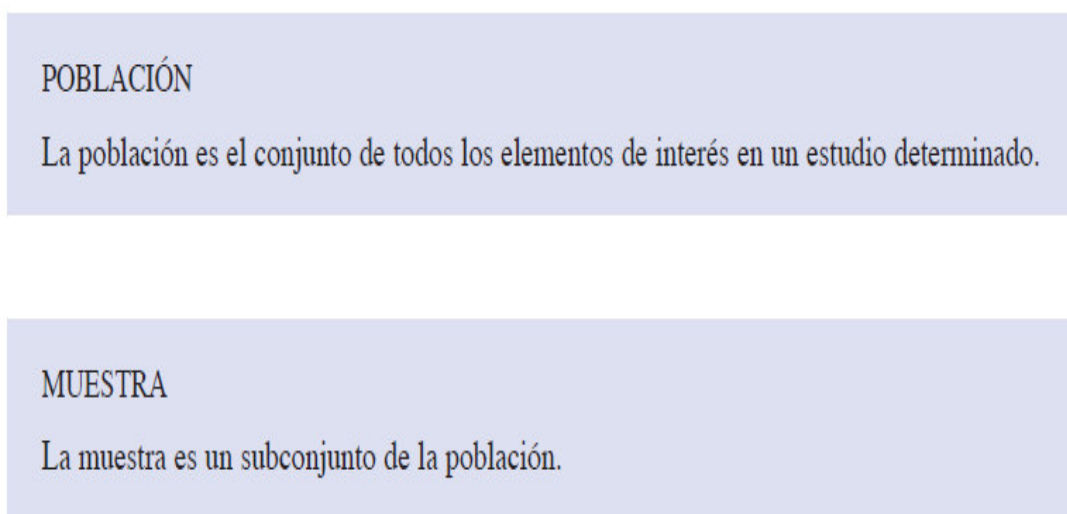 POBLACIÓN
La población es el conjunto de todos los elementos de interés en un estudio determinado.
MUESTRA
La muestra es un subconjunto de la población.